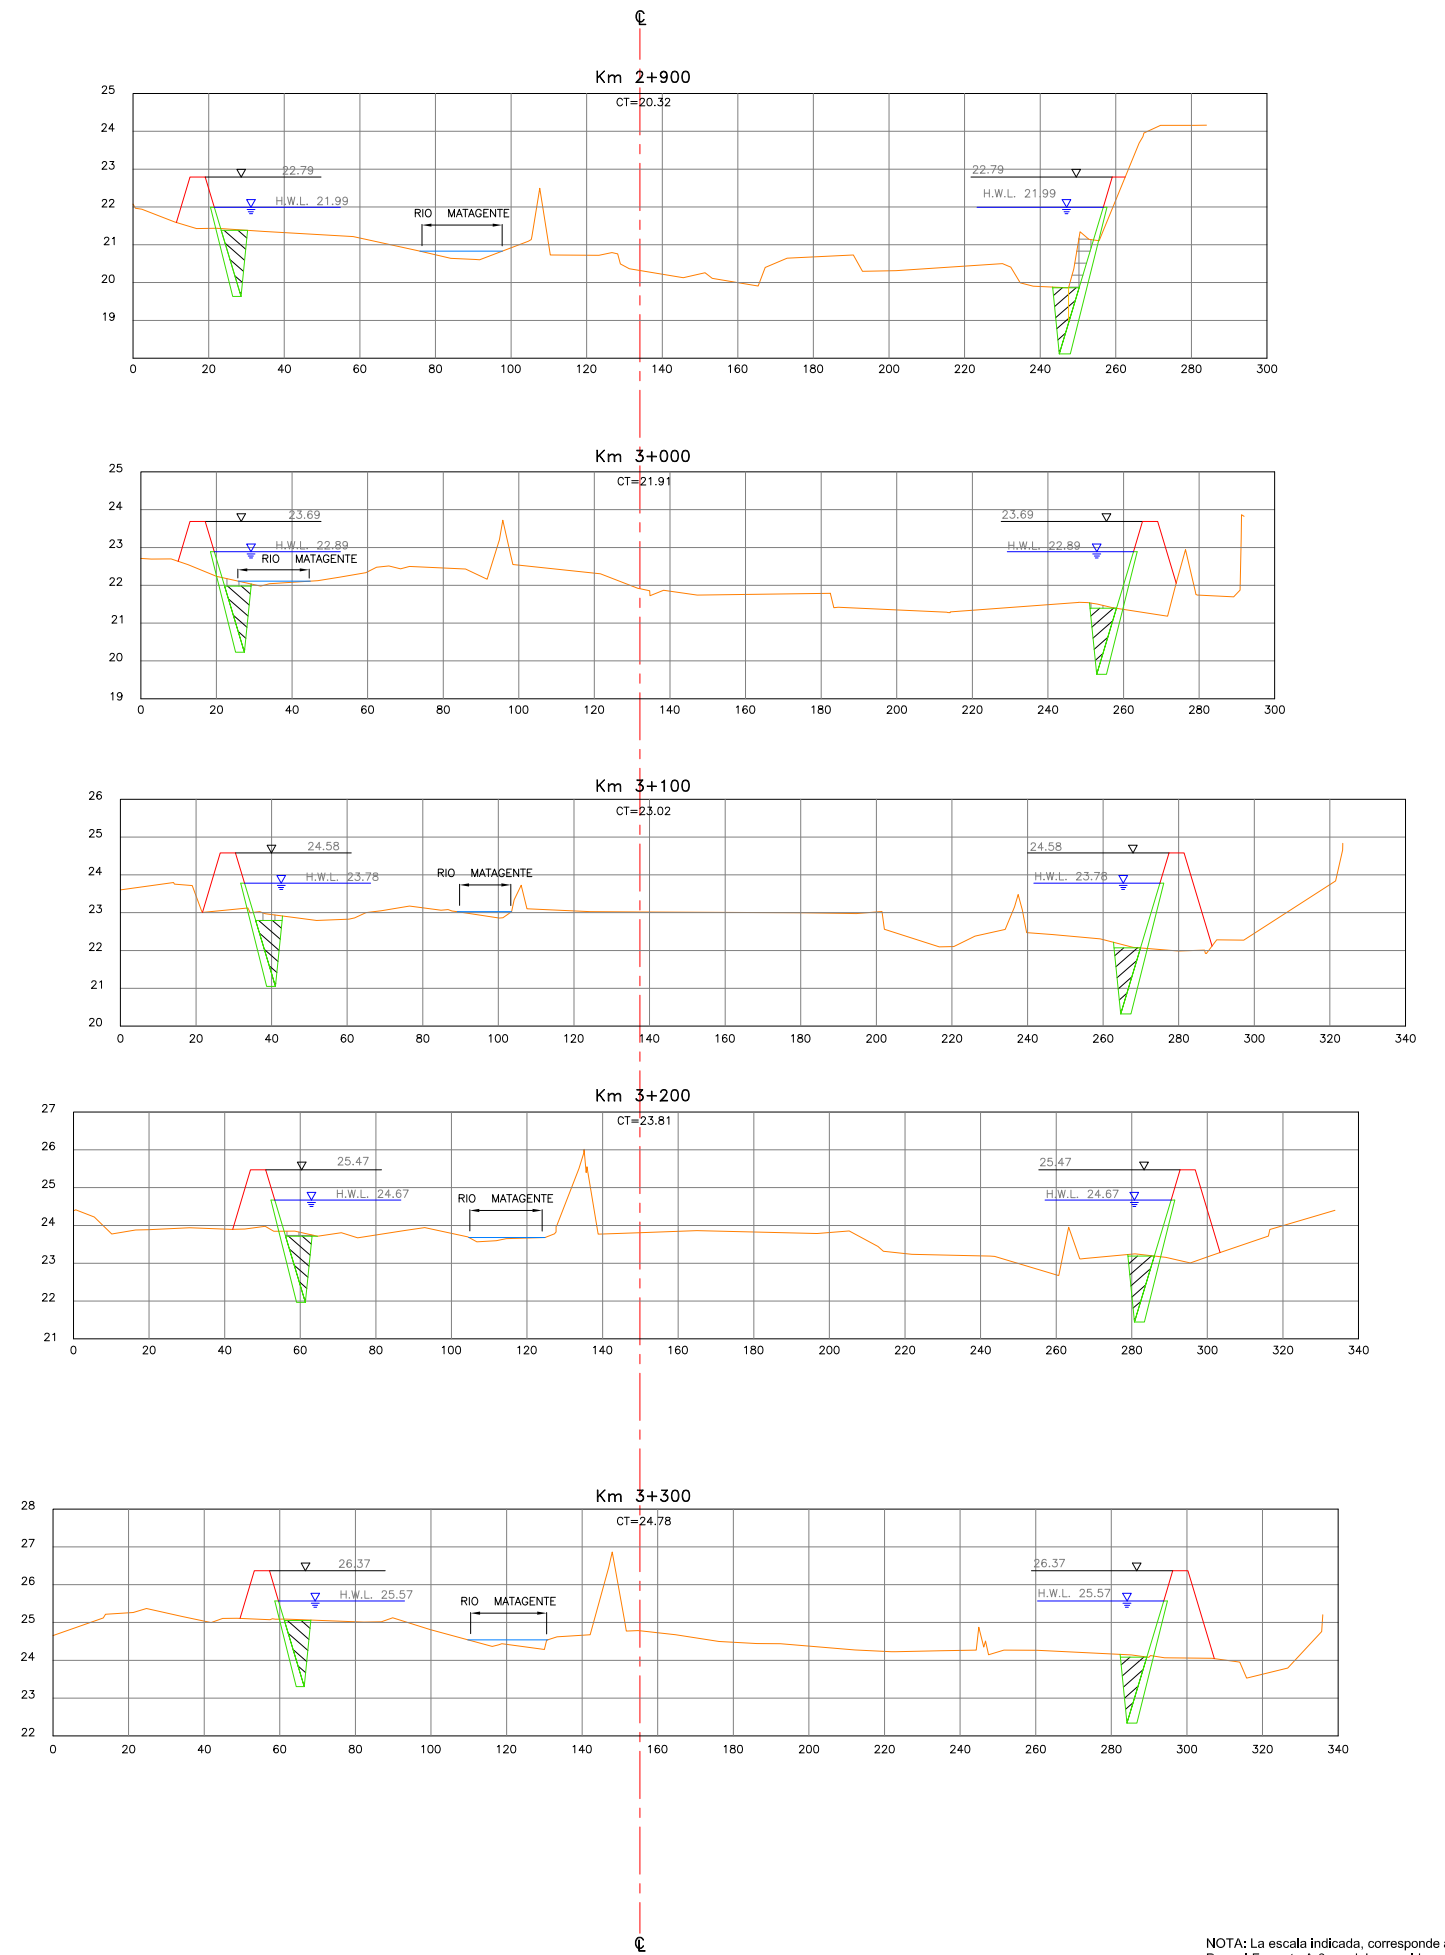 ℄
Km 2+900
CT=20.32
25
24
23
22
21
20
19
22.79
H.W.L. 21.99
RIO MATAGENTE
22.79
H.W.L. 21.99
0 20 40 60 80 100 120 140 160 180 200 220 240 260 280 300
Km 3+000
CT=21.91
25
24
23
22
21
20
19
23.69
H.W.L. 22.89
RIO MATAGENTE
23.69
H.W.L. 22.89
0 20 40 60 80 100 120 140 160 180 200 220 240 260 280 300
Km 3+100
CT=23.02
26
25
24
23
22
21
20
24.58
H.W.L. 23.78
RIO MATAGENTE
24.58
H.W.L. 23.78
0 20 40 60 80 100 120 140 160 180 200 220 240 260 280 300 320 340
Km 3+200
CT=23.81
27
26
25
24
23
22
21
25.47
H.W.L. 24.67
RIO MATAGENTE
25.47
H.W.L. 24.67
0 20 40 60 80 100 120 140 160 180 200 220 240 260 280 300 320 340
Km 3+300
CT=24.78
28
27
26
25
24
23
22
26.37
H.W.L. 25.57
RIO MATAGENTE
26.37
H.W.L. 25.57
0 20 40 60 80 100 120 140 160 180 200 220 240 260 280 300 320 340
℄
NOTA: La escala indicada, corresponde